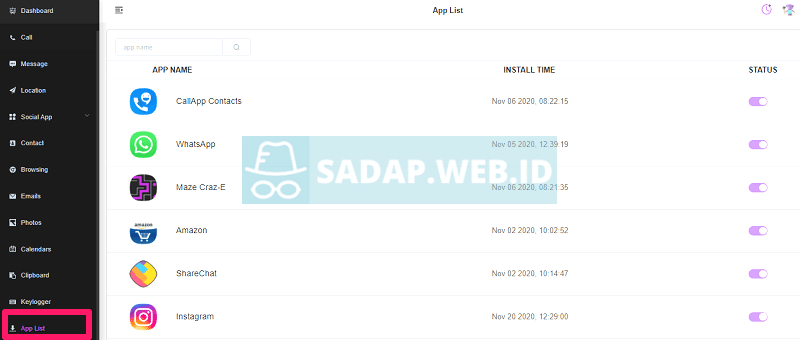 Dashboard
App List
Call
app name
Message
APP NAME INSTALL TIME STATUS
Location
CallApp Contacts Nov 06 2020, 08:22:15
Social App
Contact
WhatsApp Nov 05 2020, 12:39:19
Browsing
SADAP.WEB.ID
Maze Craz-E Nov 06 2020, 08:21:35
Emails
Photos
amazon
Amazon Nov 02 2020, 10:02:52
Calendars
Clipboard
ShareChat Nov 02 2020, 10:14:47
Keylogger
Instagram Nov 20 2020, 12:29:00
App List